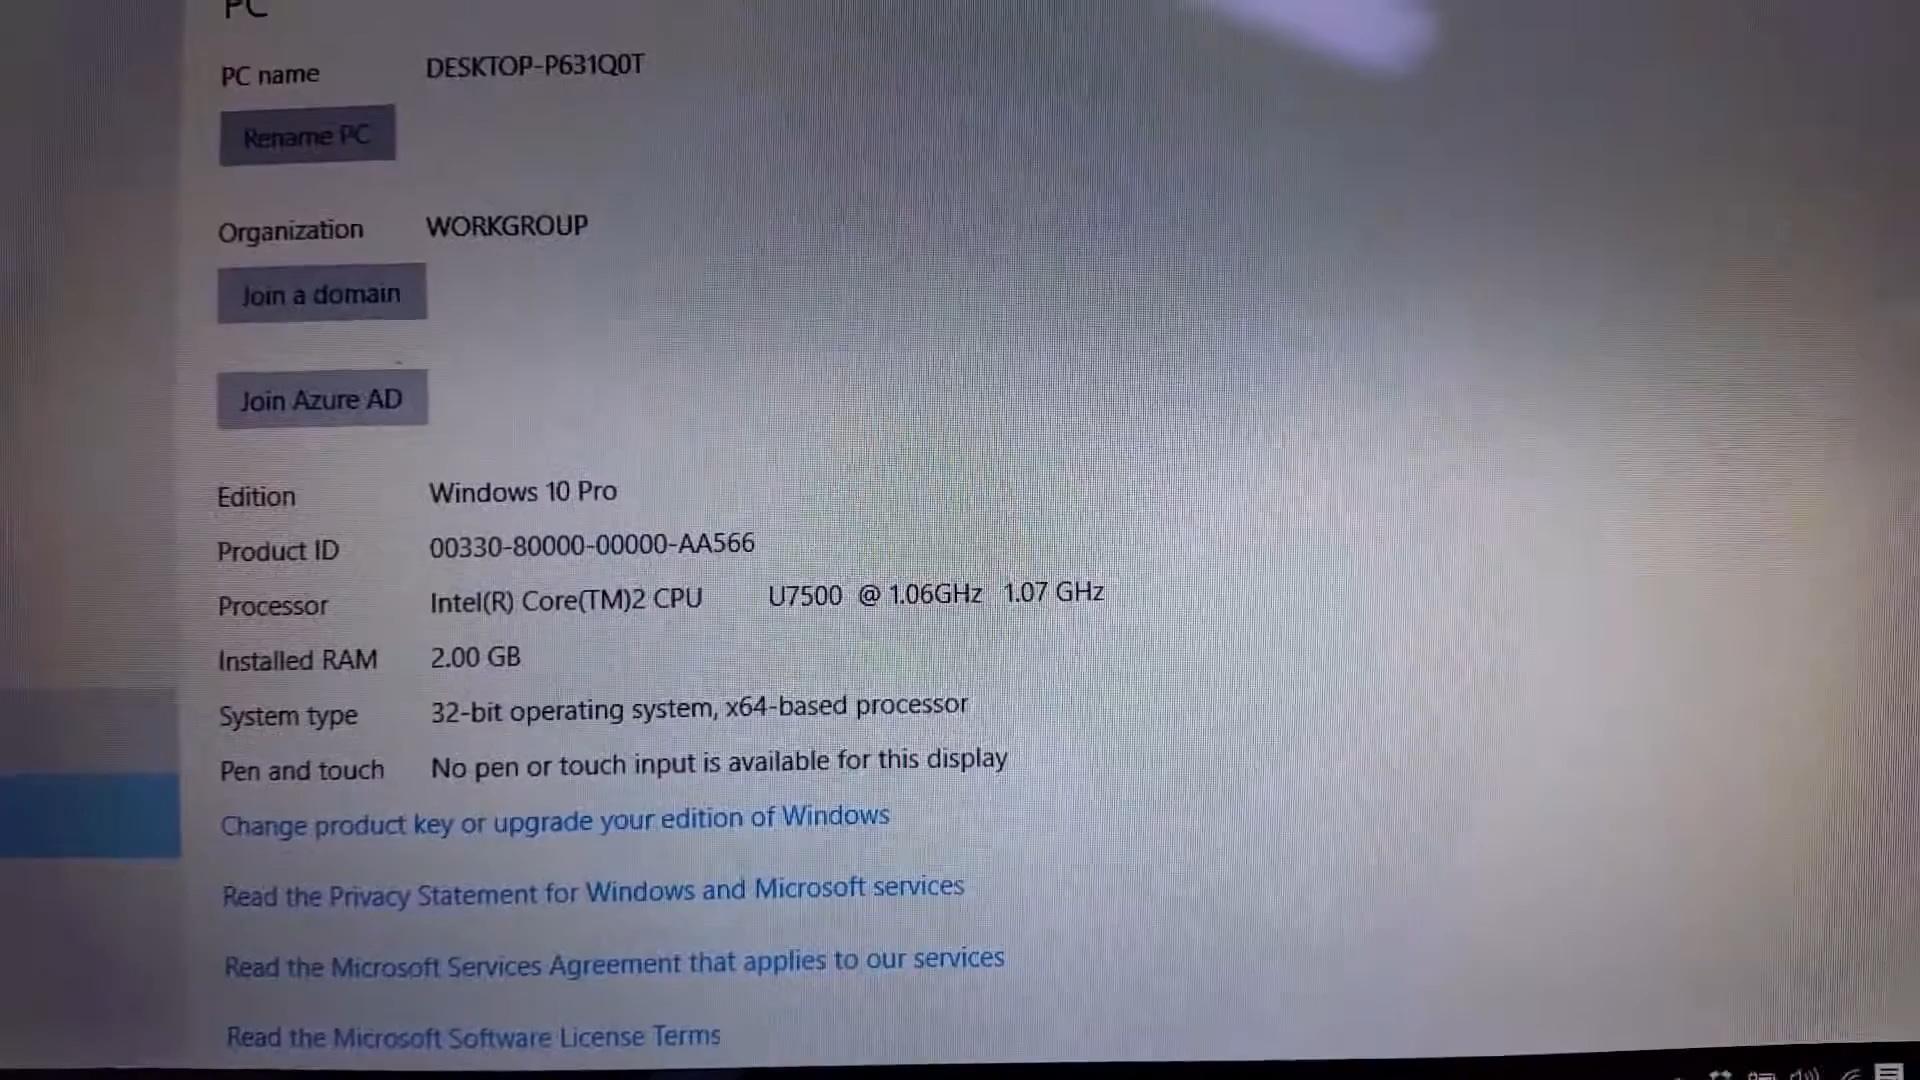 PC
PC name DESKTOP-P631Q0T
Rename PC
Organization WORKGROUP
Join a domain
Join Azure AD
Edition Windows 10 Pro
Product ID 00330-80000-00000-AA566
Processor Intel(R) Core(TM)2 CPU U7500 @ 1.06GHz 1.07 GHz
Installed RAM 2.00 GB
System type 32-bit operating system, x64-based processor
Pen and touch No pen or touch input is available for this display
Change product key or upgrade your edition of Windows
Read the Privacy Statement for Windows and Microsoft services
Read the Microsoft Services Agreement that applies to our services
Read the Microsoft Software License Terms